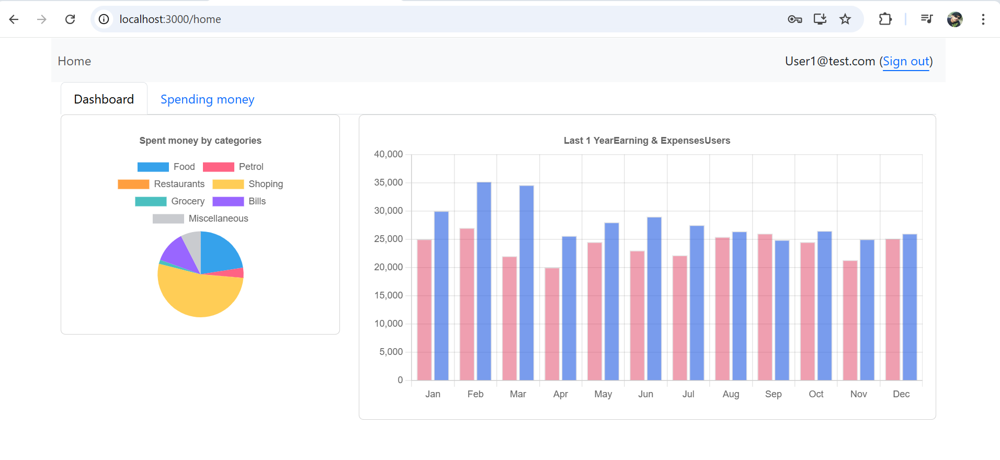 localhost:3000/home
Home
User1@test.com (Sign out)
Dashboard Spending money
Spent money by categories
Food Petrol
Restaurants Shoping
Grocery Bills
Miscellaneous
Last 1 YearEarning & ExpensesUsers
40,000
35,000
30,000
25,000
20,000
15,000
10,000
5,000
0
Jan Feb Mar Apr May Jun Jul Aug Sep Oct Nov Dec